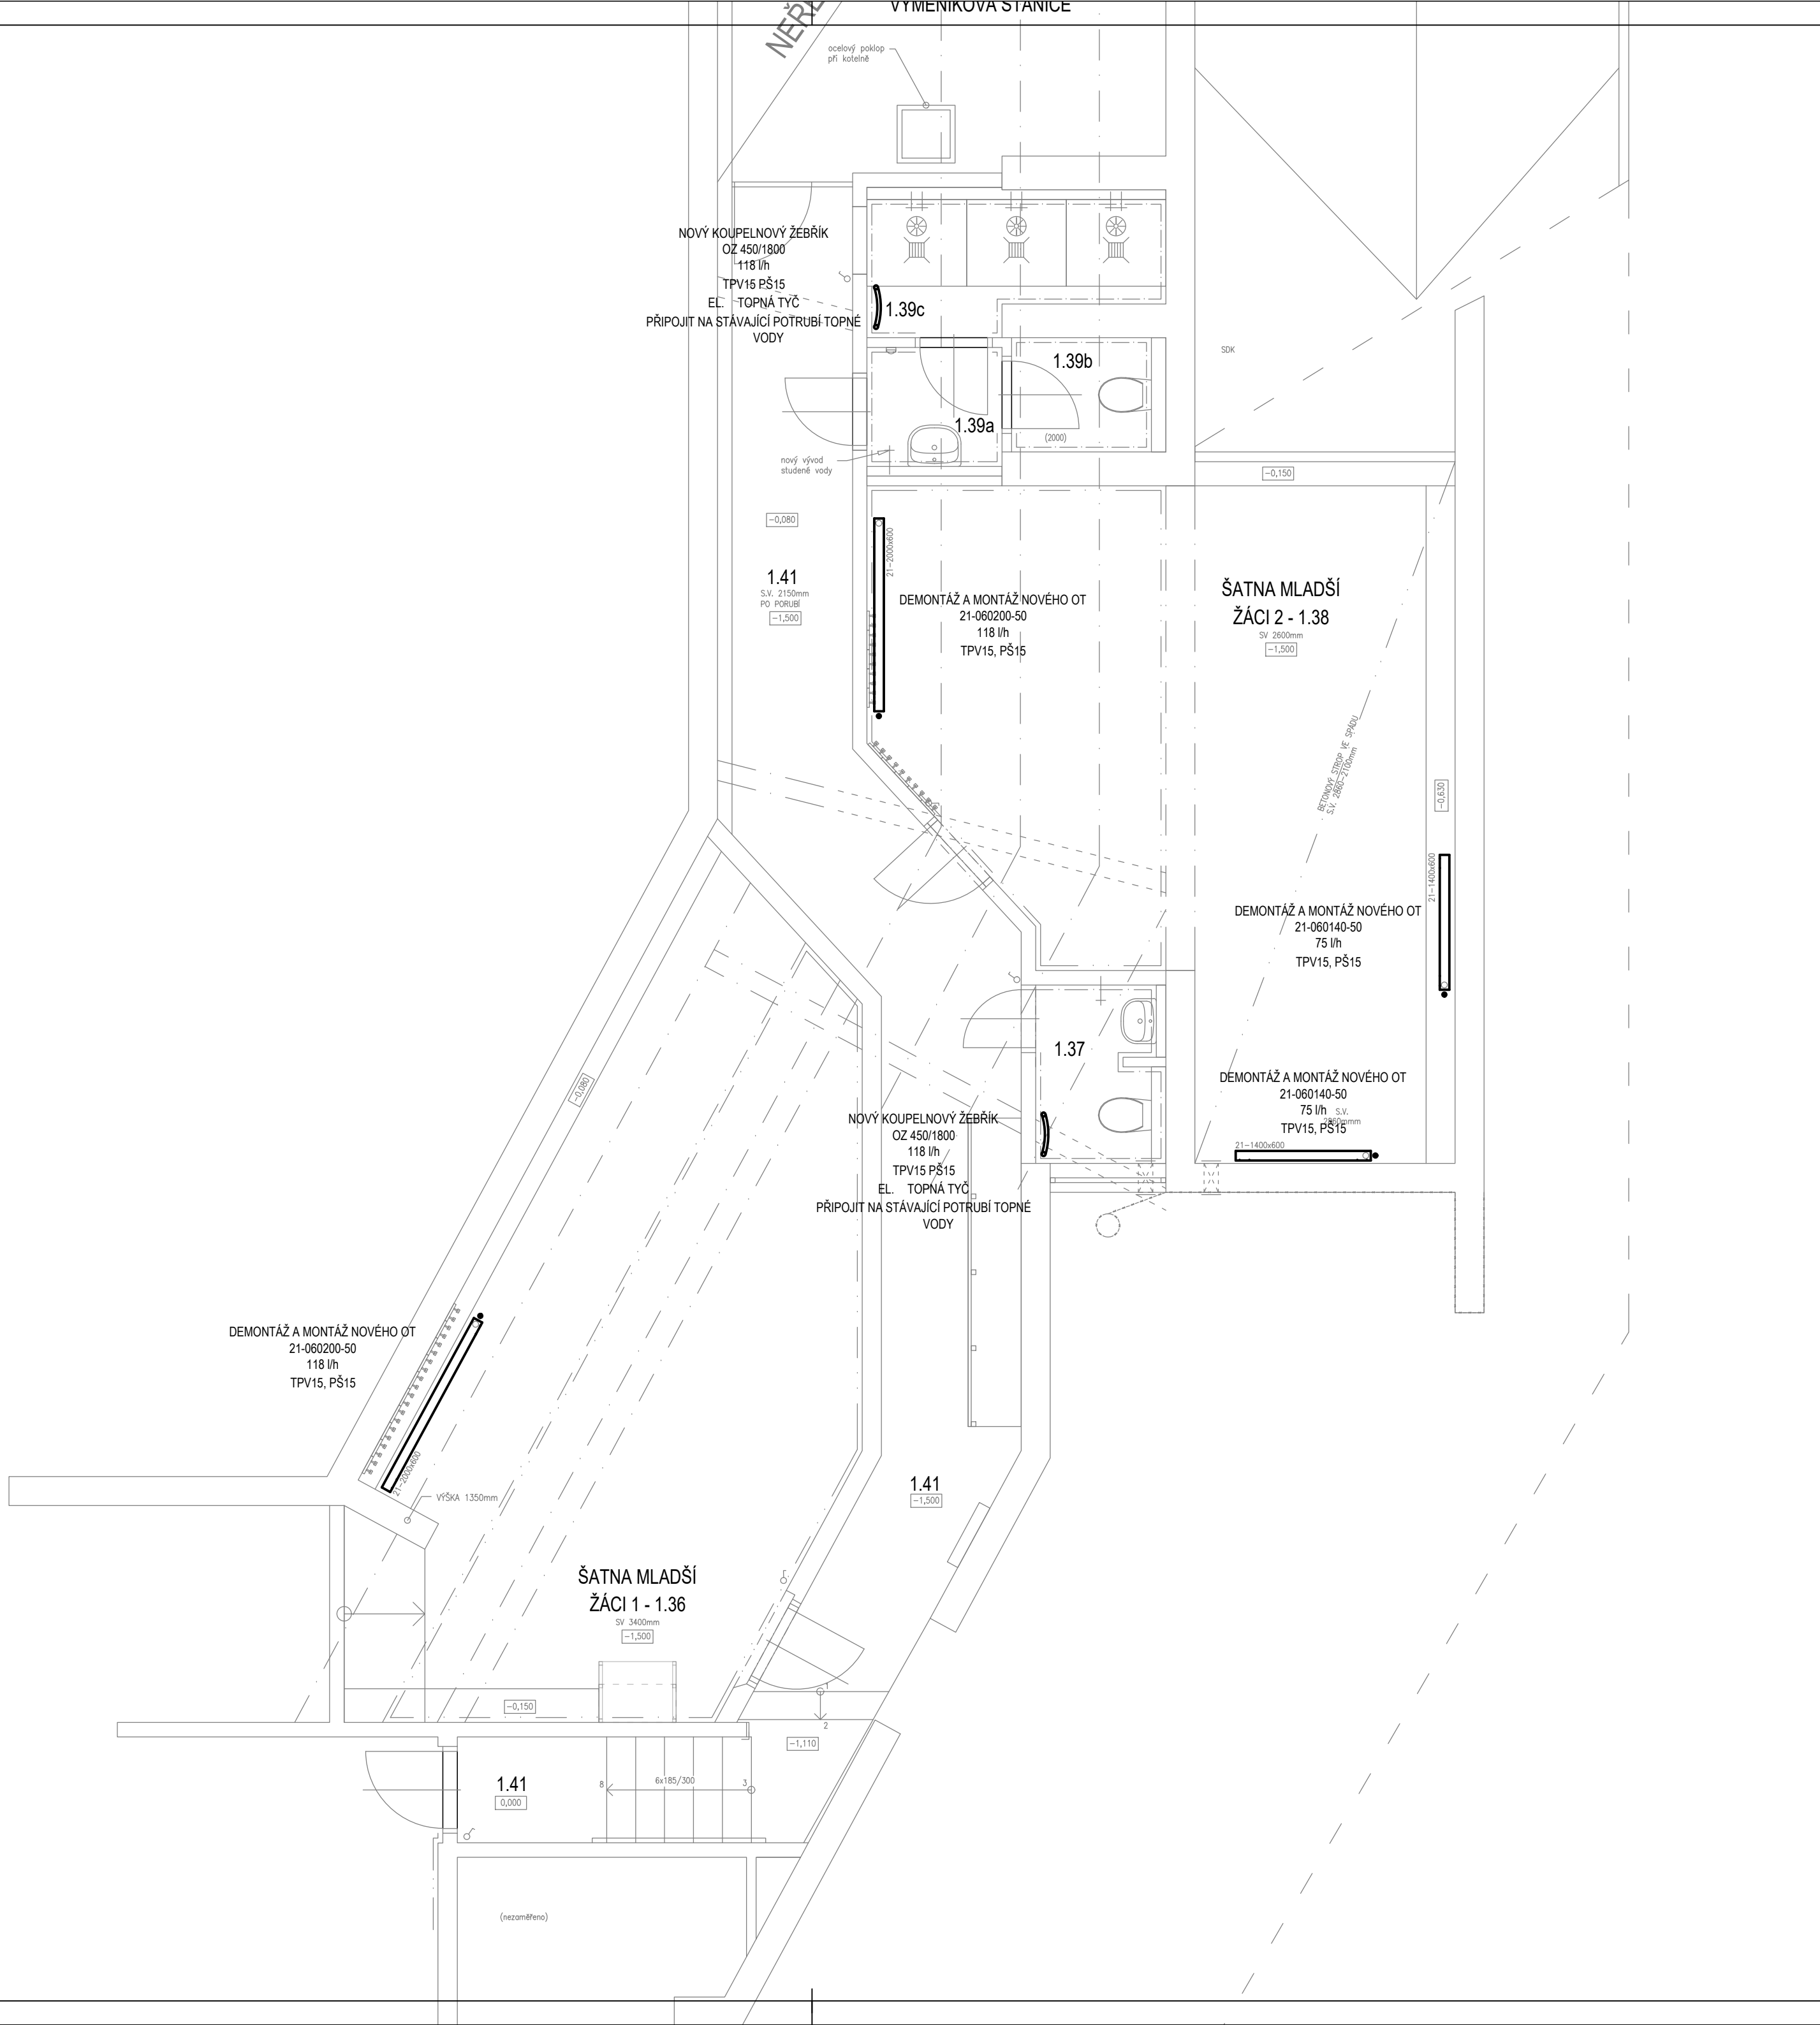 VÝMĚNÍKOVÁ STANICE
ocelový poklop
při kotelně
NOVÝ KOUPELNOVÝ ŽEBŘÍK
OZ 450/1800
118 l/h
TPV15 PŠ15
EL. TOPNÁ TYČ
PŘIPOJIT NA STÁVAJÍCÍ POTRUBÍ TOPNÉ
VODY
1.39c
1.39b
(2000)
1.39a
nový vývod
studené vody
SDK
-0,150
-0,080
1.41
S.V. 2150mm
PO PORUBÍ
-1,500
21-2000x600
DEMONTÁŽ A MONTÁŽ NOVÉHO OT
21-060200-50
118 l/h
TPV15, PŠ15
ŠATNA MLADŠÍ
ŽÁCI 2 - 1.38
SV 2600mm
-1,500
BETONOVÝ STROP VE SPÁDU
S.V. 2860-2100mm
-0,630
21-1400x600
DEMONTÁŽ A MONTÁŽ NOVÉHO OT
21-060140-50
75 l/h
TPV15, PŠ15
1.37
DEMONTÁŽ A MONTÁŽ NOVÉHO OT
21-060140-50
75 l/h S.V.
2860mmm
TPV15, PŠ15
21-1400x600
-0,080
NOVÝ KOUPELNOVÝ ŽEBŘÍK
OZ 450/1800
118 l/h
TPV15 PŠ15
EL. TOPNÁ TYČ
PŘIPOJIT NA STÁVAJÍCÍ POTRUBÍ TOPNÉ
VODY
DEMONTÁŽ A MONTÁŽ NOVÉHO OT
21-060200-50
118 l/h
TPV15, PŠ15
21-2000x600
VÝŠKA 1350mm
1.41
-1,500
ŠATNA MLADŠÍ
ŽÁCI 1 - 1.36
SV 3400mm
-1,500
-0,150
1
2
-1,110
1.41
0,000
8
6x185/300
3
(nezaměřeno)